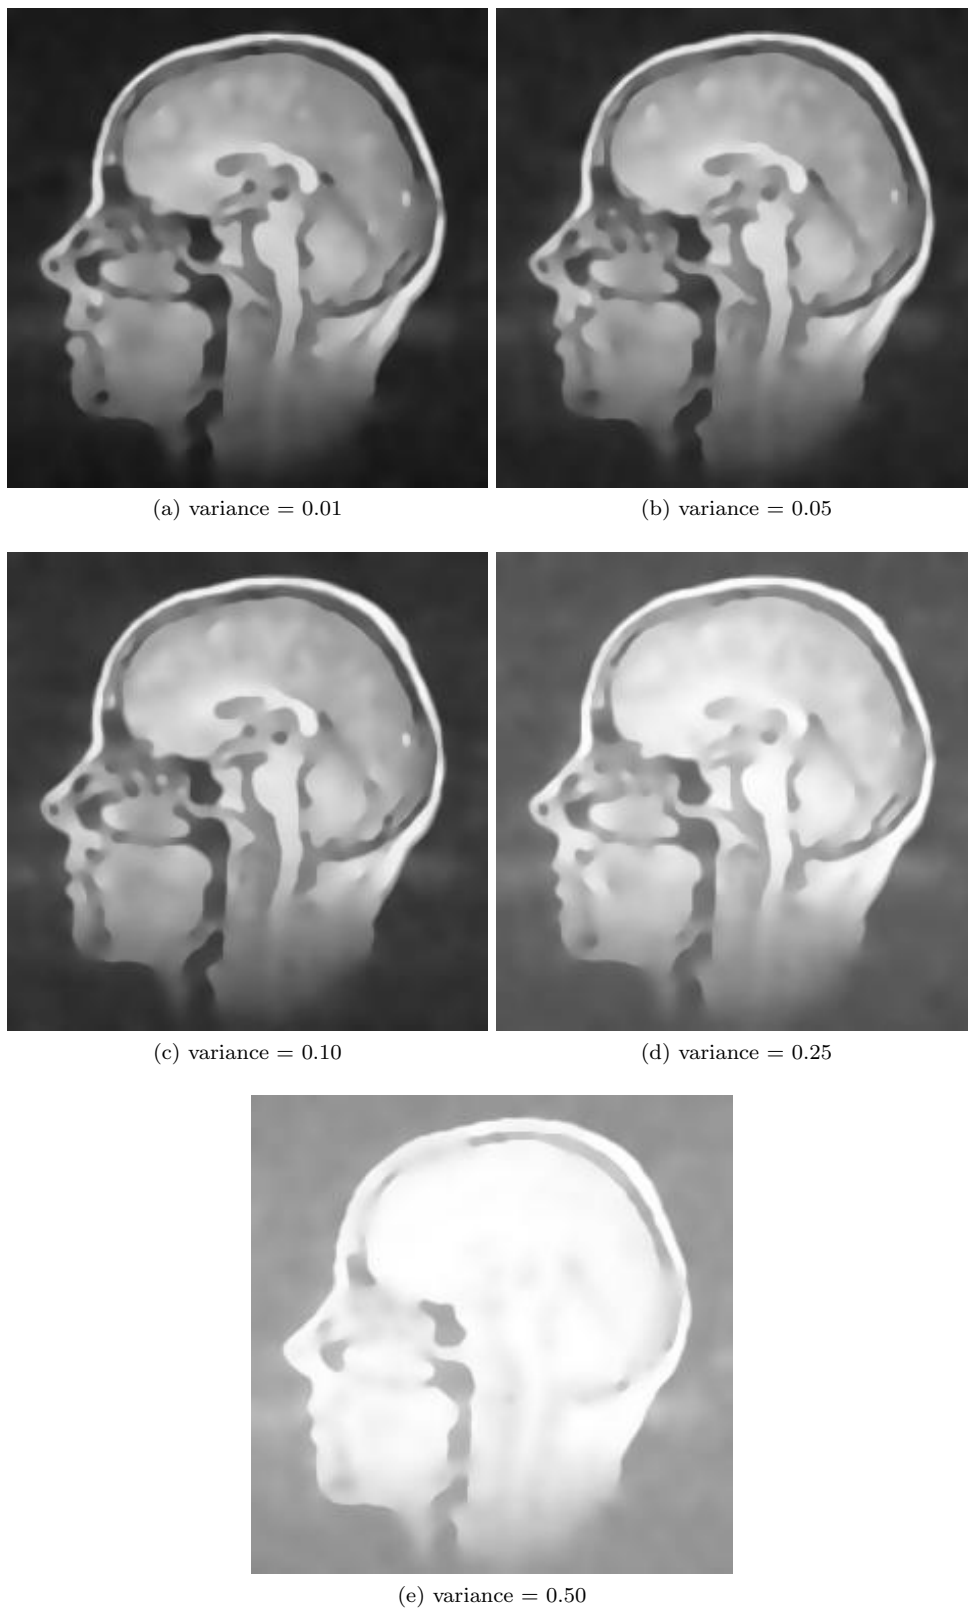 (a) variance = 0.01
(b) variance = 0.05
(c) variance = 0.10
(d) variance = 0.25
(e) variance = 0.50